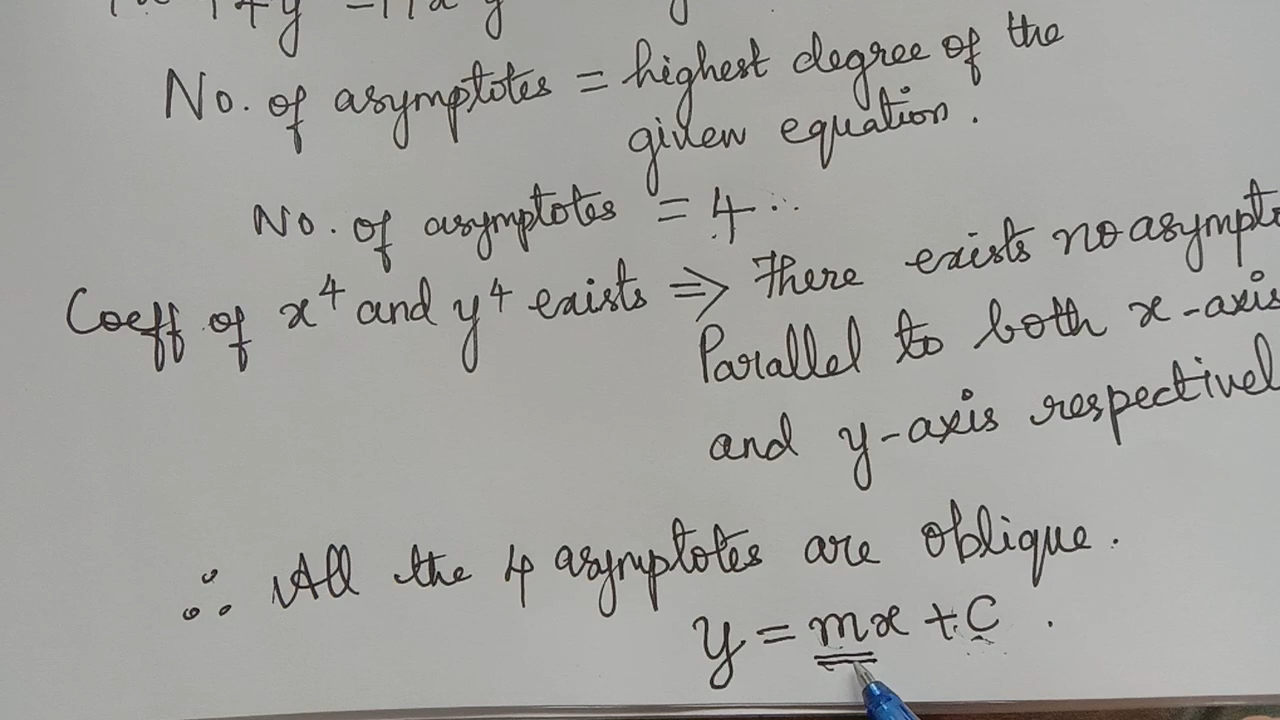 No. of asymptotes = highest degree of the
given equation.
No. of asymptotes = 4
Coeff of x⁴ and y⁴ exists ⇒ There exists no asympto
Parallel to both x-axis
and y-axis respectivel
∴ All the 4 asymptotes are oblique.
y = mx + c.